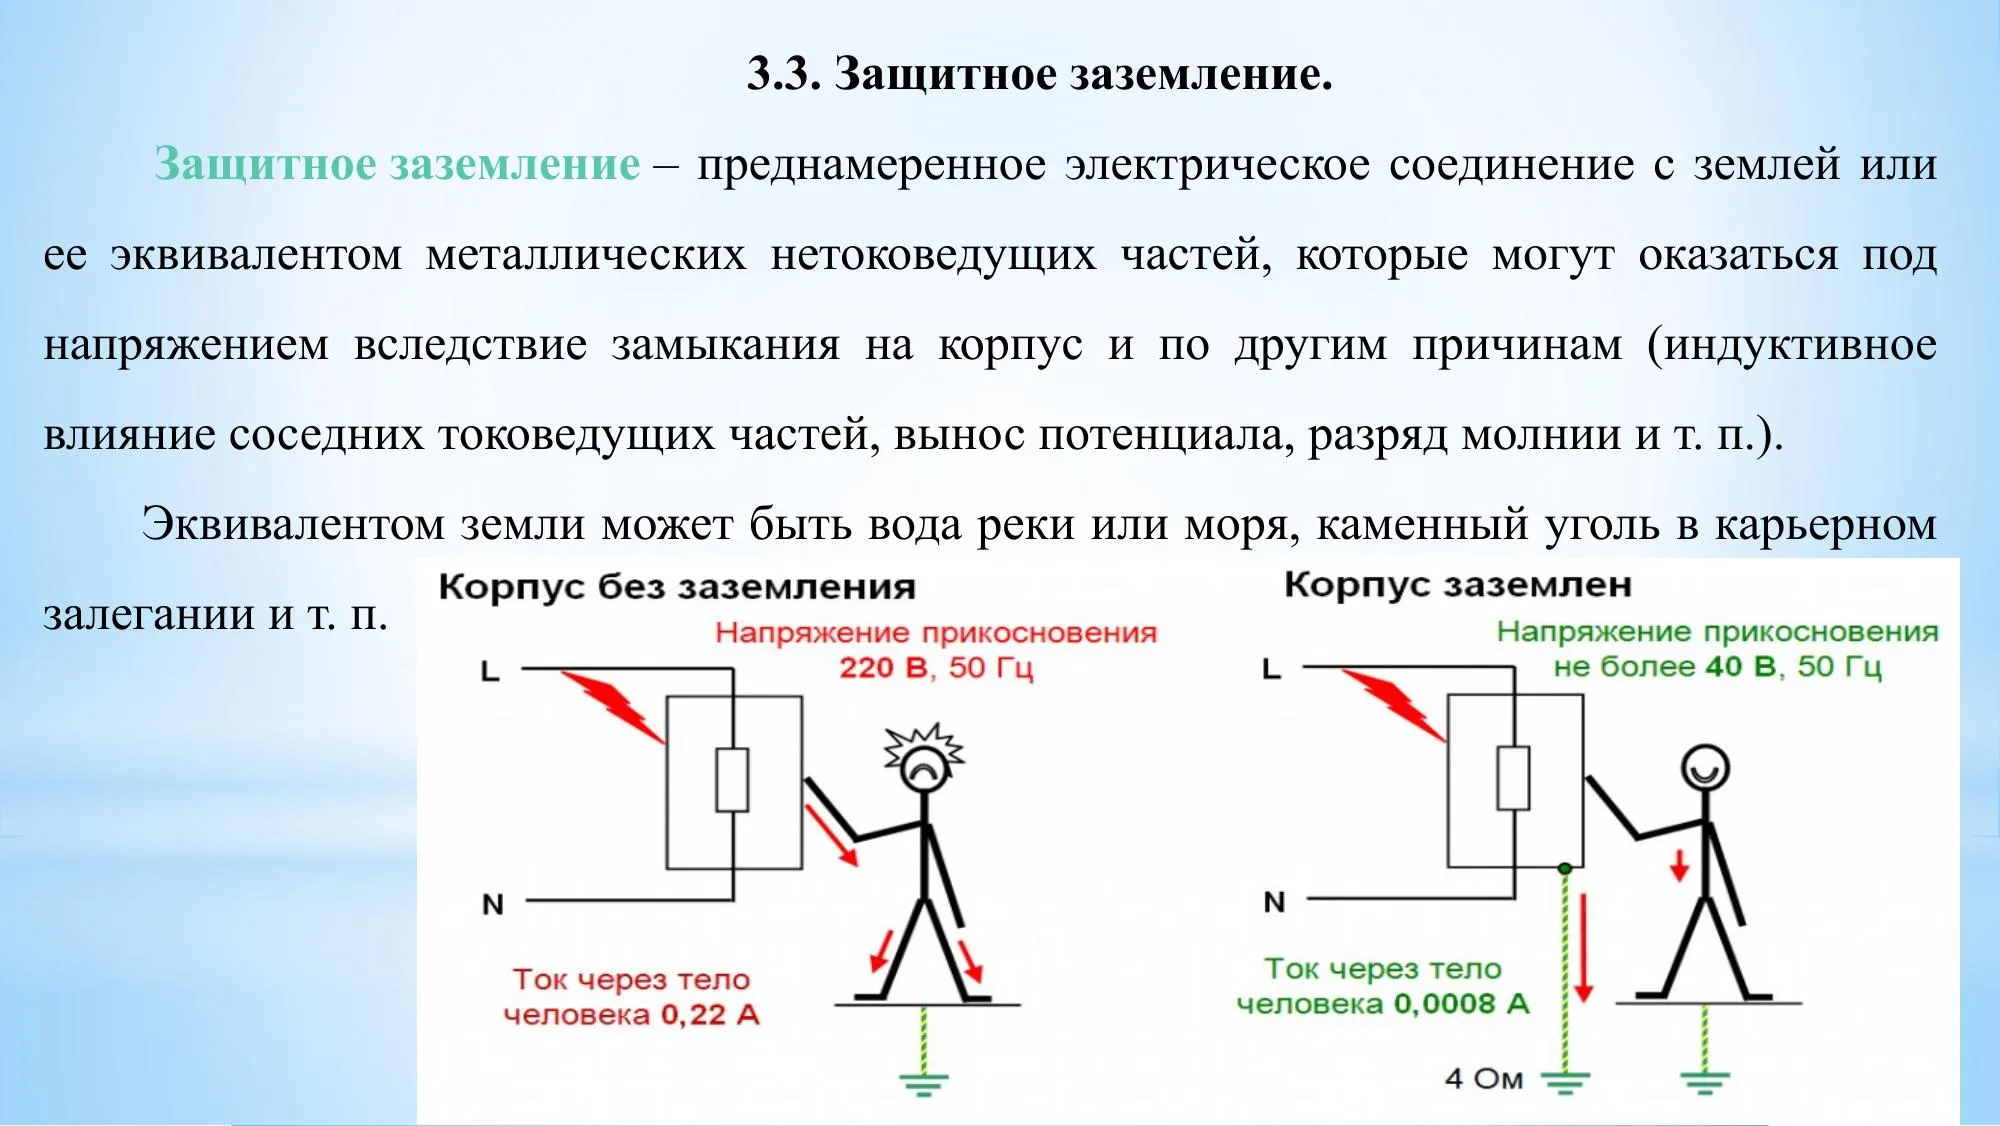 3.3. Защитное заземление.
Защитное заземление – преднамеренное электрическое соединение с землей или
ее эквивалентом металлических нетоковедущих частей, которые могут оказаться под
напряжением вследствие замыкания на корпус и по другим причинам (индуктивное
влияние соседних токоведущих частей, вынос потенциала, разряд молнии и т. п.).
Эквивалентом земли может быть вода реки или моря, каменный уголь в карьерном
залегании и т. п.
Корпус без заземления
Напряжение прикосновения
220 В, 50 Гц
L
N
Ток через тело
человека 0,22 А
Корпус заземлен
Напряжение прикосновения
не более 40 В, 50 Гц
L
N
Ток через тело
человека 0,0008 А
4 Ом